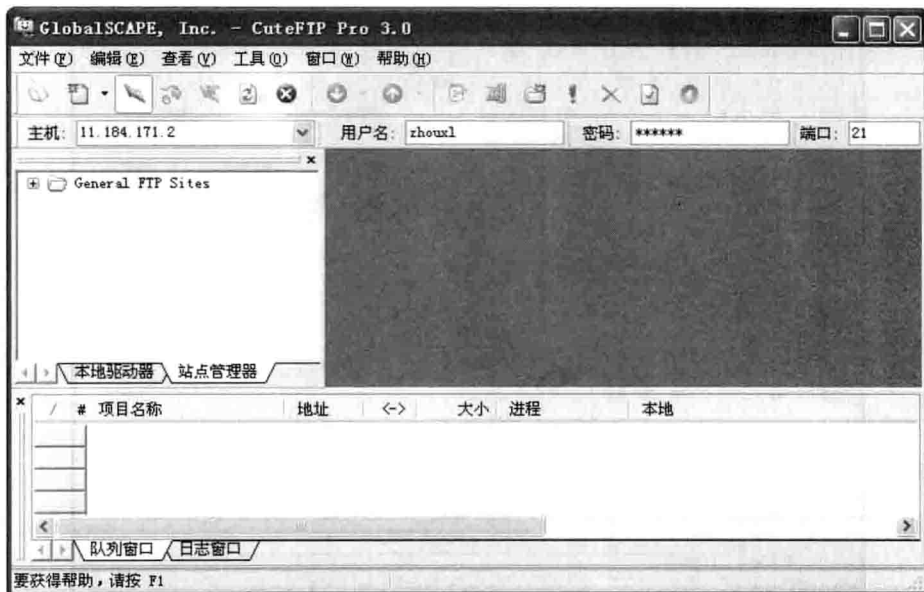 GlobalSCAPE, Inc. - CuteFTP Pro 3.0
文件(F) 编辑(E) 查看(V) 工具(O) 窗口(W) 帮助(H)
主机: 11.184.171.2 用户名: zhouxl 密码: ****** 端口: 21
General FTP Sites
本地驱动器 站点管理器
/ # 项目名称 地址 <-> 大小 进程 本地
队列窗口 日志窗口
要获得帮助，请按 F1